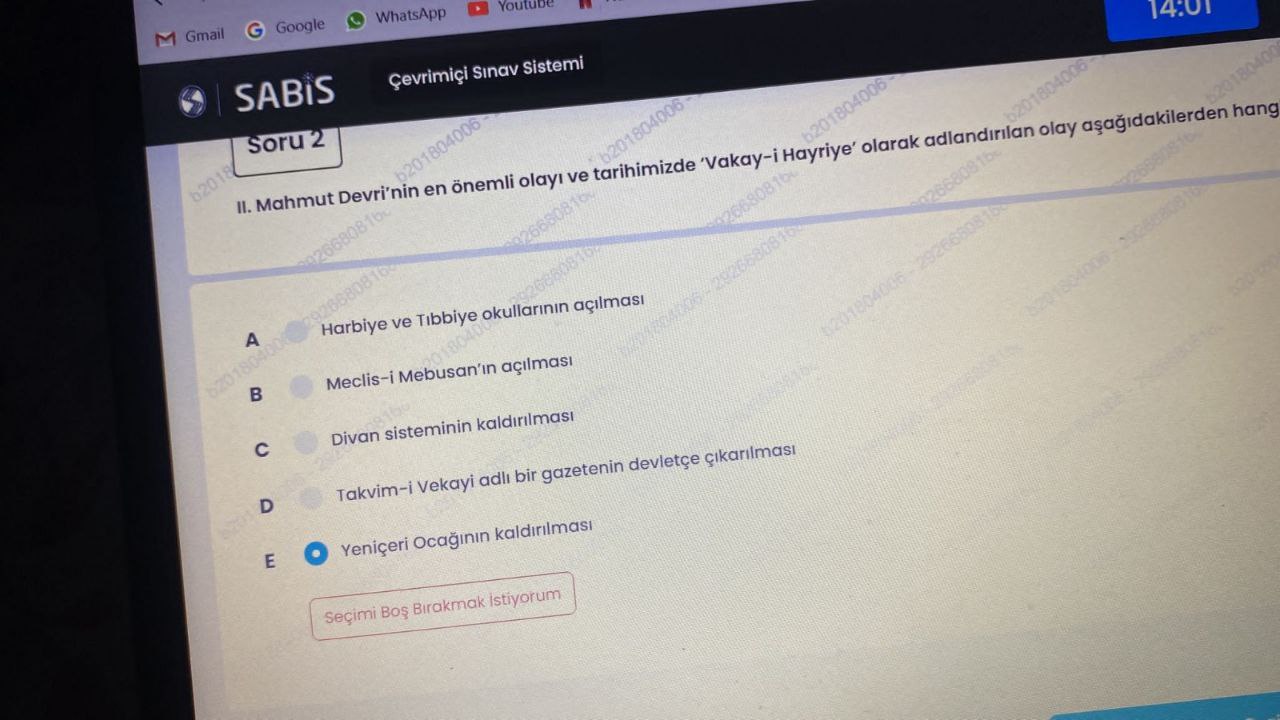 Gmail Google WhatsApp Youtube
14:01
SABİS Çevrimiçi Sınav Sistemi
Soru 2
II. Mahmut Devri'nin en önemli olayı ve tarihimizde 'Vakay-i Hayriye' olarak adlandırılan olay aşağıdakilerden hang
A Harbiye ve Tıbbiye okullarının açılması
B Meclis-i Mebusan'ın açılması
C Divan sisteminin kaldırılması
D Takvim-i Vekayi adlı bir gazetenin devletçe çıkarılması
E Yeniçeri Ocağının kaldırılması
Seçimi Boş Bırakmak İstiyorum